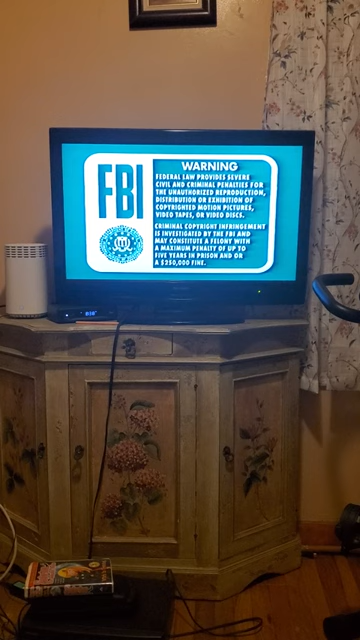 FBI
WARNING
FEDERAL LAW PROVIDES SEVERE
CIVIL AND CRIMINAL PENALTIES FOR
THE UNAUTHORIZED REPRODUCTION,
DISTRIBUTION OR EXHIBITION OF
COPYRIGHTED MOTION PICTURES,
VIDEO TAPES, OR VIDEO DISCS.
CRIMINAL COPYRIGHT INFRINGEMENT
IS INVESTIGATED BY THE FBI AND
MAY CONSTITUTE A FELONY WITH
A MAXIMUM PENALTY OF UP TO
FIVE YEARS IN PRISON AND OR
A $250,000 FINE.